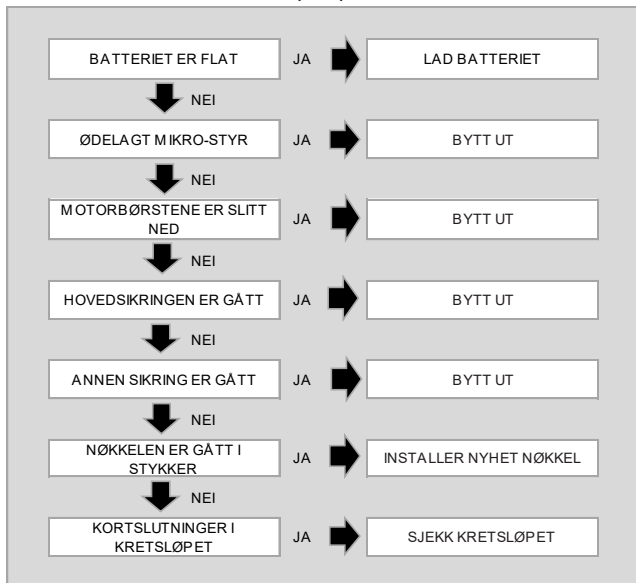 BATTERIET ER FLAT JA LAD BATTERIET
NEI
ØDELAGT MIKRO-STYR JA BYTT UT
NEI
MOTORBØRSTENE ER SLITT
NED JA BYTT UT
NEI
HOVEDSIKRINGEN ER GÅTT JA BYTT UT
NEI
ANNEN SIKRING ER GÅTT JA BYTT UT
NEI
NØKKELEN ER GÅTT I
STYKKER JA INSTALLER NYHET NØKKEL
NEI
KORTSLUTNINGER I
KRETSLØPET JA SJEKK KRETSLØPET